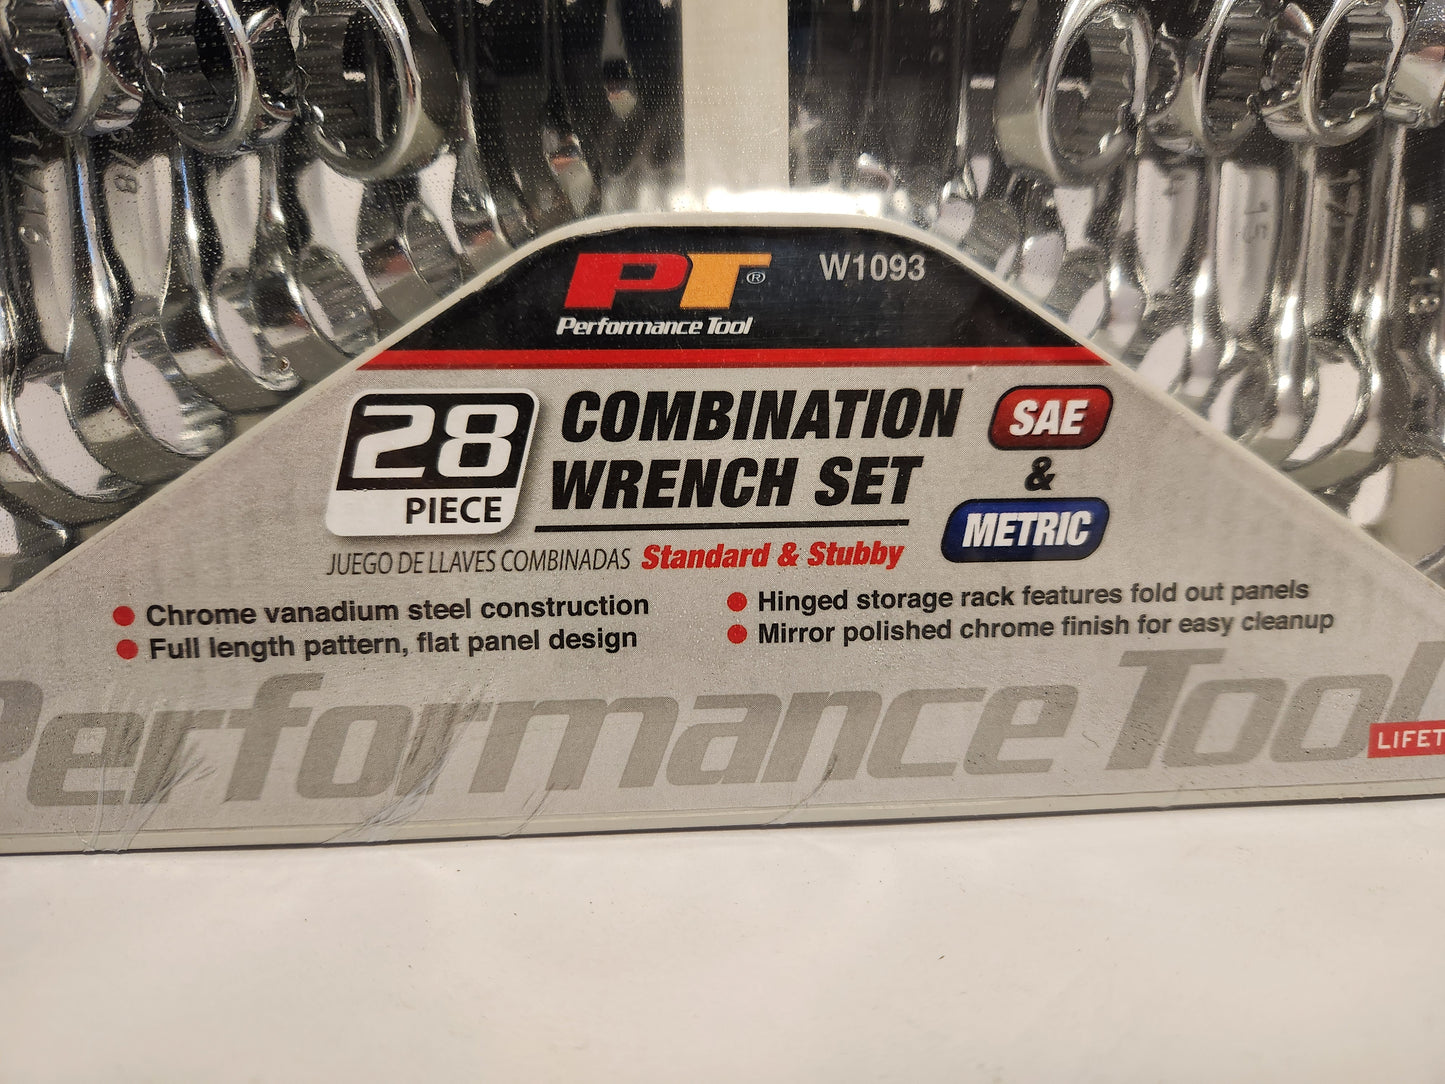 PT® W1093
Performance Tool
28
PIECE
COMBINATION
WRENCH SET
SAE
&
METRIC
JUEGO DE LLAVES COMBINADAS Standard & Stubby
Chrome vanadium steel construction
Full length pattern, flat panel design
Hinged storage rack features fold out panels
Mirror polished chrome finish for easy cleanup
Performance Tool
15
17